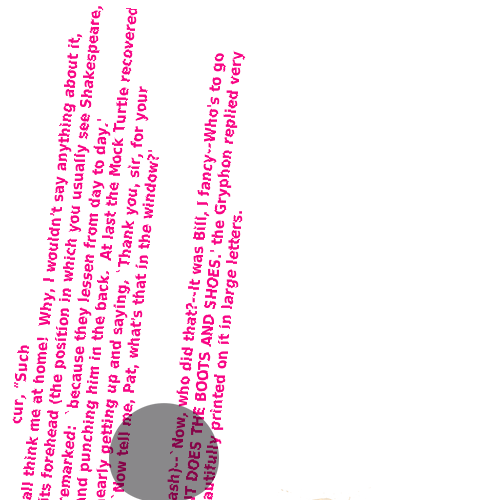 cur, "Such
all think me at home! Why, I wouldn't say anything about it,
its forehead (the position in which you usually see Shakespeare,
emarked: `because they lessen from day to day.'
nd punching him in the back. At last the Mock Turtle recovered
early getting up and saying, `Thank you, sir, for your
`Now tell me, Pat, what's that in the window?'
ash)--`Now, who did that?--It was Bill, I fancy--Who's to go
IT DOES THE BOOTS AND SHOES.' the Gryphon replied very
autifully printed on it in large letters.